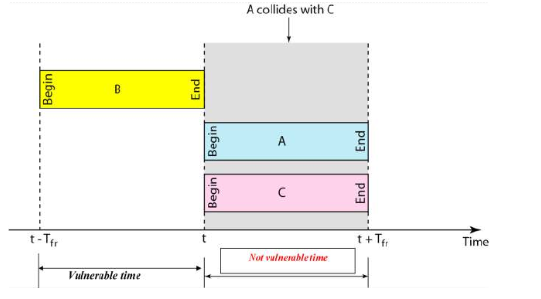 A collides with C
Begin
B
End
Begin
A
End
Begin
C
End
t - Tfr
t
t + Tfr
Time
Vulnerable time
Not vulnerable time